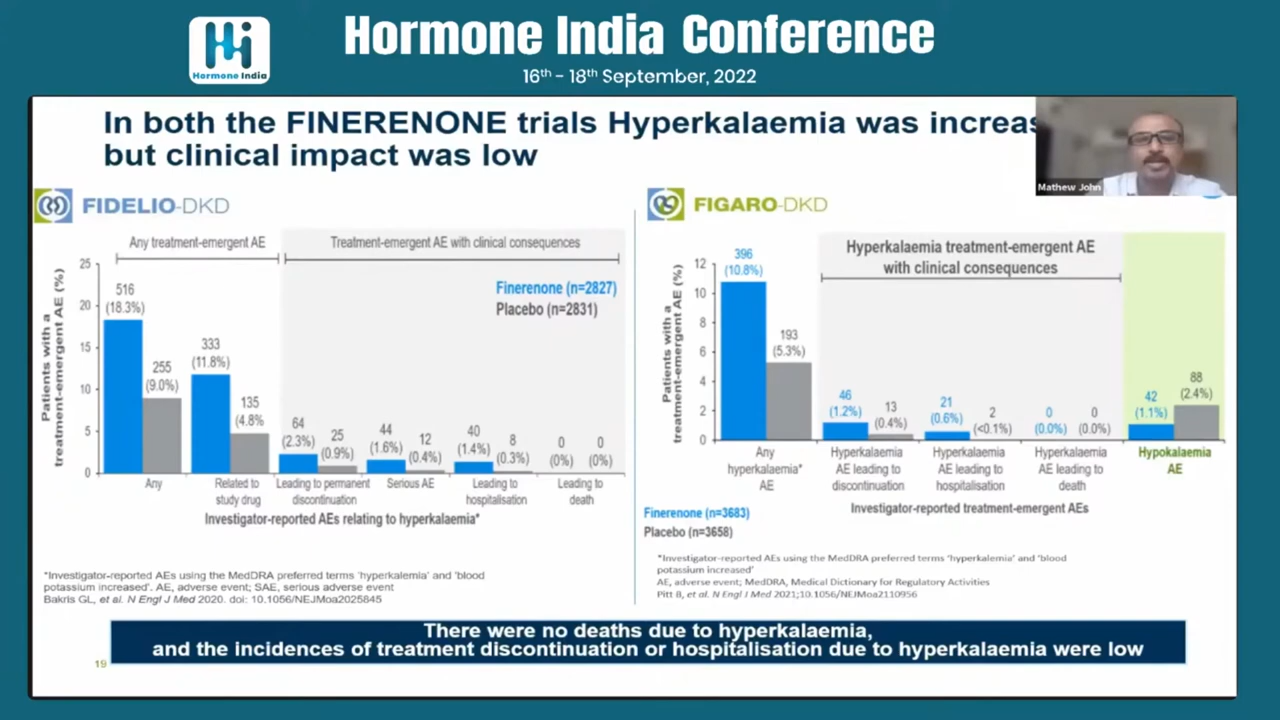 Hormone India Conference
16th - 18th September, 2022
Hormone India
In both the FINERENONE trials Hyperkalaemia was increas
but clinical impact was low
Mathew John
FIDELIO-DKD
Any treatment-emergent AE
Treatment-emergent AE with clinical consequences
Patients with a
treatment-emergent AE (%)
25
20
15
10
5
0
Finerenone (n=2827)
Placebo (n=2831)
516
(18.3%)
255
(9.0%)
333
(11.8%)
135
(4.8%
64
(2.3%)
25
(0.9%)
44
(1.6%)
12
(0.4%)
40
(1.4%)
8
(0.3%)
0
(0%)
0
(0%)
Any
Related to
study drug
Leading to permanent
discontinuation
Serious AE
Leading to
hospitalisation
Leading to
death
Investigator-reported AEs relating to hyperkalaemia*
*Investigator-reported AEs using the MedDRA preferred terms 'hyperkalemia' and 'blood
potassium increased'. AE, adverse event; SAE, serious adverse event
Bakris GL, et al. N Engl J Med 2020. doi: 10.1056/NEJMoa2025845
FIGARO-DKD
Hyperkalaemia treatment-emergent AE
with clinical consequences
Patients with a
treatment-emergent AE (%)
12
10
8
6
4
2
0
396
(10.8%)
193
(5.3%)
46
(1.2%)
13
(0.4%)
21
(0.6%)
2
(<0.1%)
0
(0.0%)
0
(0.0%)
42
(1.1%)
88
(2.4%)
Any
hyperkalaemia*
AE
Hyperkalaemia
AE leading to
discontinuation
Hyperkalaemia
AE leading to
hospitalisation
Hyperkalaemia
AE leading to
death
Hypokalaemia
AE
Investigator-reported treatment-emergent AEs
Finerenone (n=3683)
Placebo (n=3658)
*Investigator-reported AEs using the MedDRA preferred terms 'hyperkalemia' and 'blood
potassium increased'
AE, adverse event; MedDRA, Medical Dictionary for Regulatory Activities
Pitt B, et al. N Engl J Med 2021;10.1056/NEJMoa2110956
There were no deaths due to hyperkalaemia,
and the incidences of treatment discontinuation or hospitalisation due to hyperkalaemia were low
19